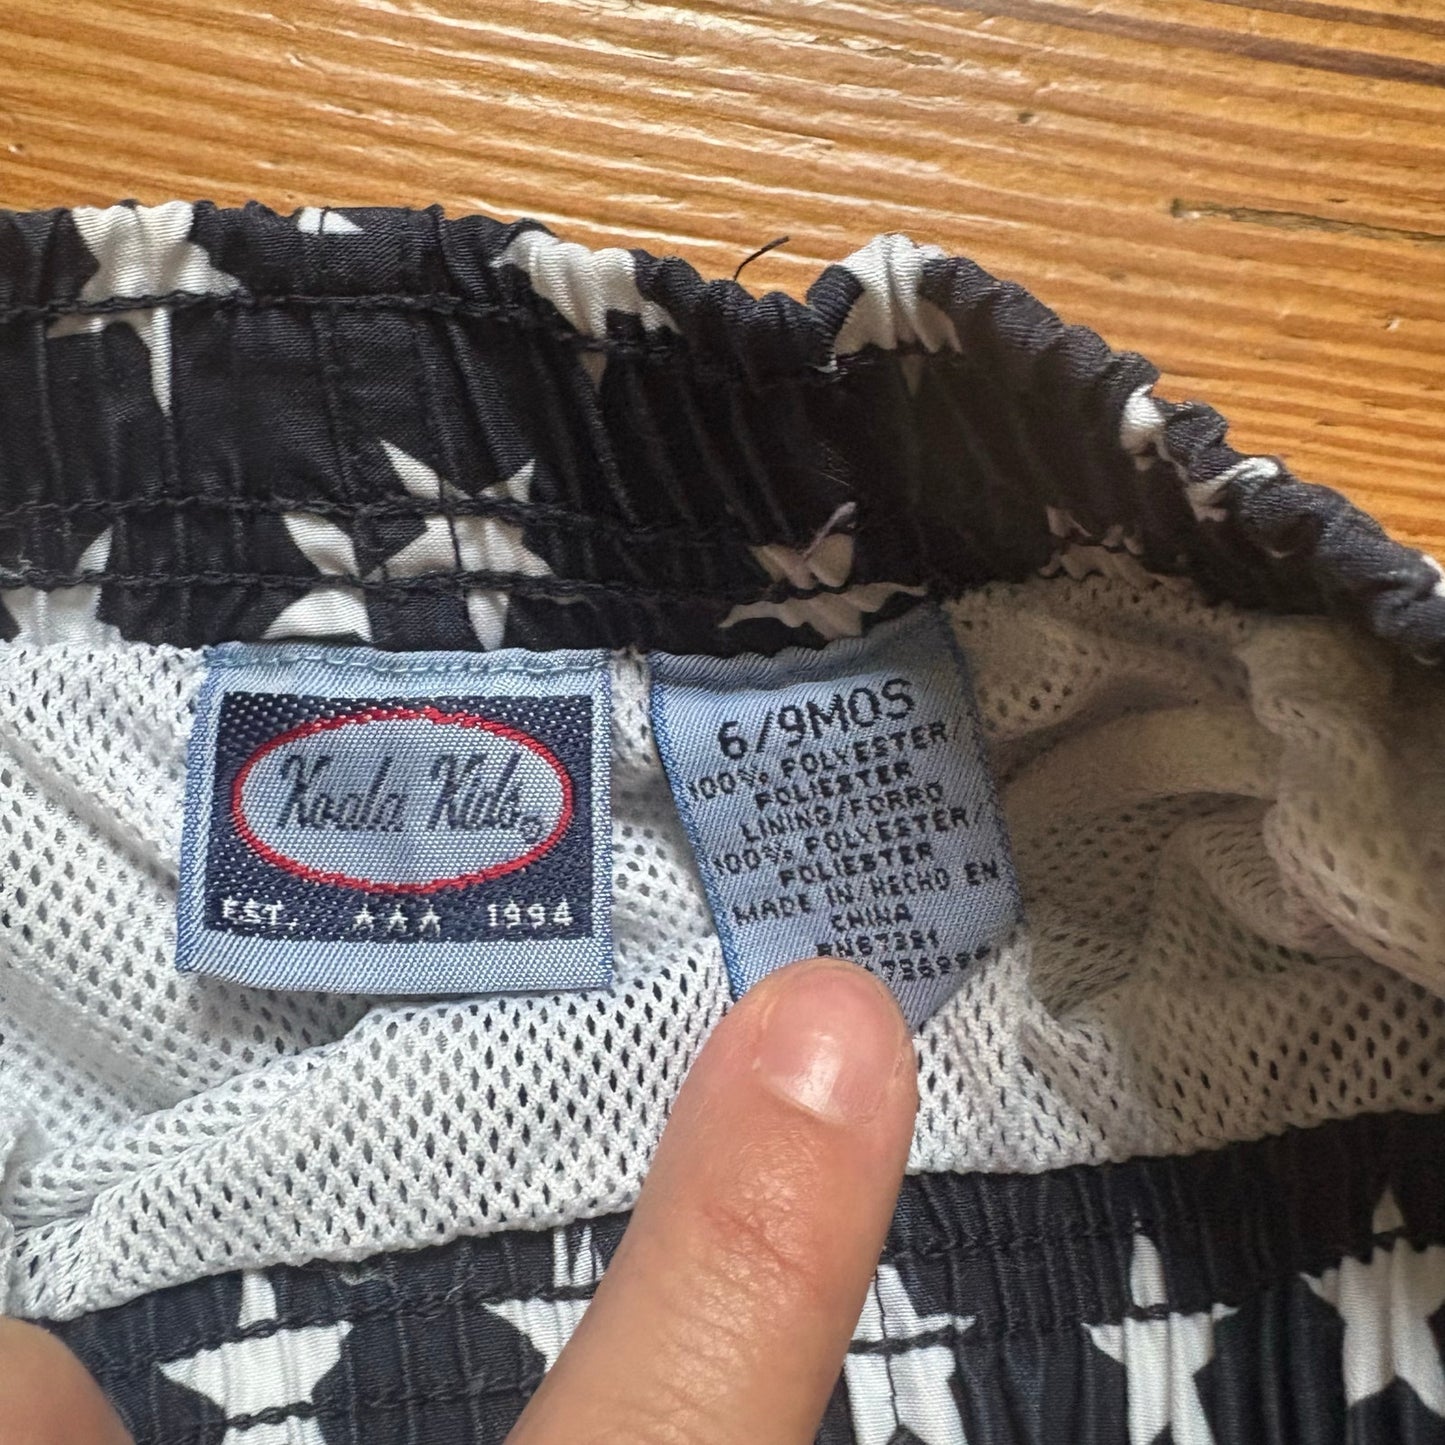 Koala Kids®
EST. 1994
6/9MOS
100% POLYESTER/
POLIESTER
LINING/FORRO
100% POLYESTER/
POLIESTER
MADE IN/HECHO EN
CHINA